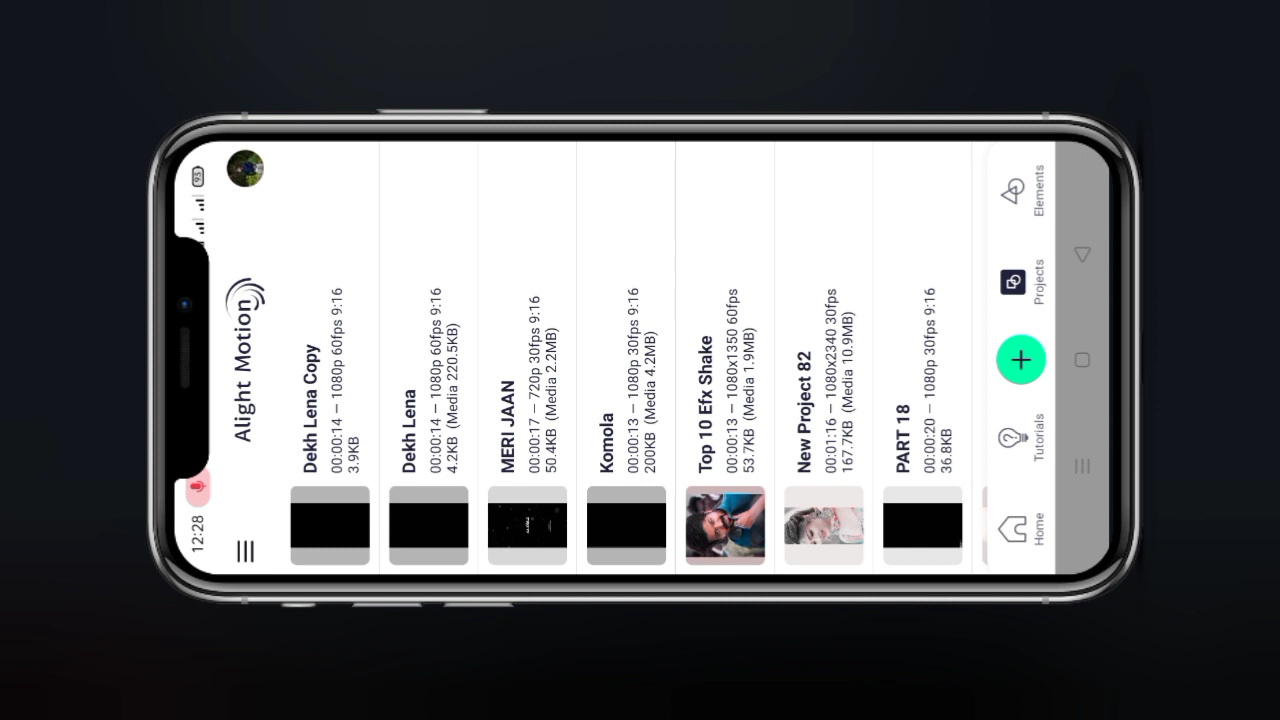 12:28
93
Alight Motion
Dekh Lena Copy
00:00:14 — 1080p 60fps 9:16
3.9KB
Dekh Lena
00:00:14 — 1080p 60fps 9:16
4.2KB (Media 220.5KB)
MERI JAAN
00:00:17 — 720p 30fps 9:16
50.4KB (Media 2.2MB)
Komola
00:00:13 — 1080p 30fps 9:16
200KB (Media 4.2MB)
Top 10 Efx Shake
00:00:13 — 1080x1350 60fps
53.7KB (Media 1.9MB)
New Project 82
00:01:16 — 1080x2340 30fps
167.7KB (Media 10.9MB)
PART 18
00:00:20 — 1080p 30fps 9:16
36.8KB
Home
Tutorials
Projects
Elements